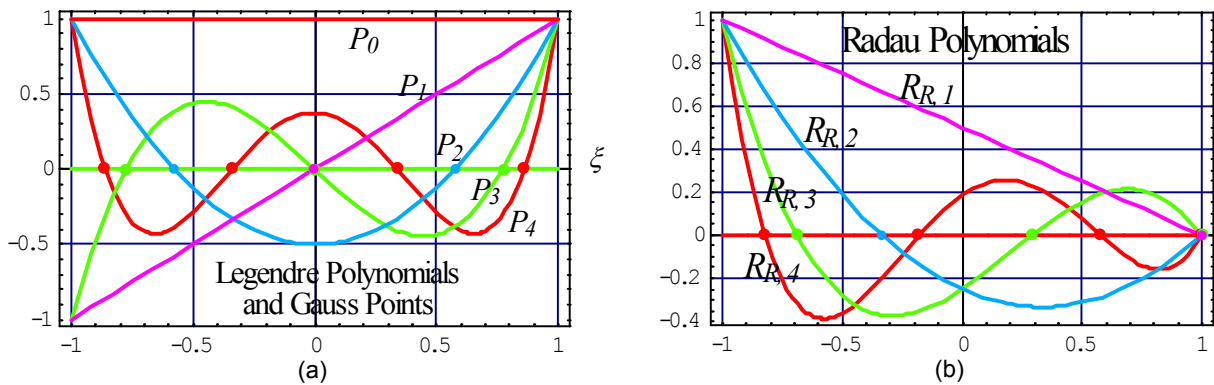 1
0.5
0
-0.5
-1
-1
-0.5
0
0.5
1
P0
P1
P2
P3
P4
Legendre Polynomials
and Gauss Points
ξ
(a)
1
0.8
0.6
0.4
0.2
0
-0.2
-0.4
-1
-0.5
0
0.5
1
Radau Polynomials
RR, 1
RR, 2
RR, 3
RR, 4
(b)